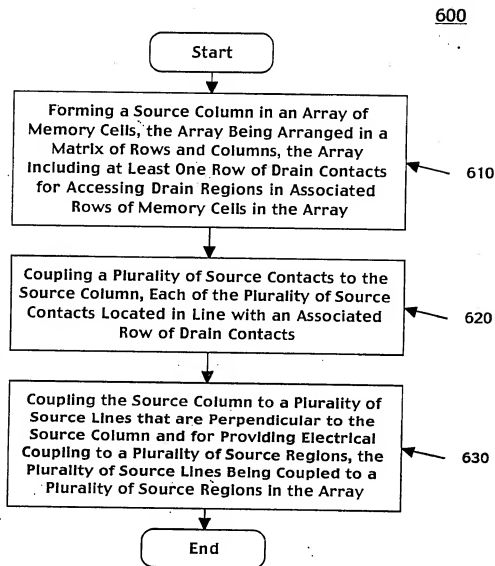 600
Start
Forming a Source Column in an Array of
Memory Cells, the Array Being Arranged in a
Matrix of Rows and Columns, the Array
Including at Least One Row of Drain Contacts
for Accessing Drain Regions in Associated
Rows of Memory Cells in the Array
610
Coupling a Plurality of Source Contacts to the
Source Column, Each of the Plurality of Source
Contacts Located in Line with an Associated
Row of Drain Contacts
620
Coupling the Source Column to a Plurality of
Source Lines that are Perpendicular to the
Source Column and for Providing Electrical
Coupling to a Plurality of Source Regions, the
Plurality of Source Lines Being Coupled to a
Plurality of Source Regions in the Array
630
End